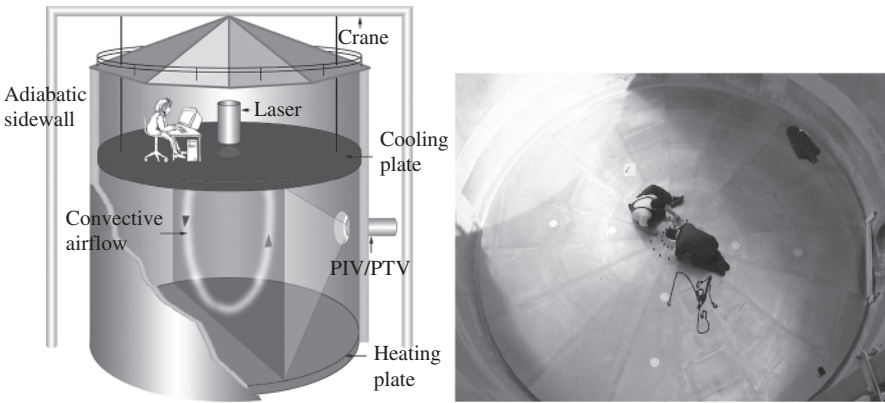 Crane
Adiabatic
sidewall
Laser
Cooling
plate
Convective
airflow
PIV/PTV
Heating
plate